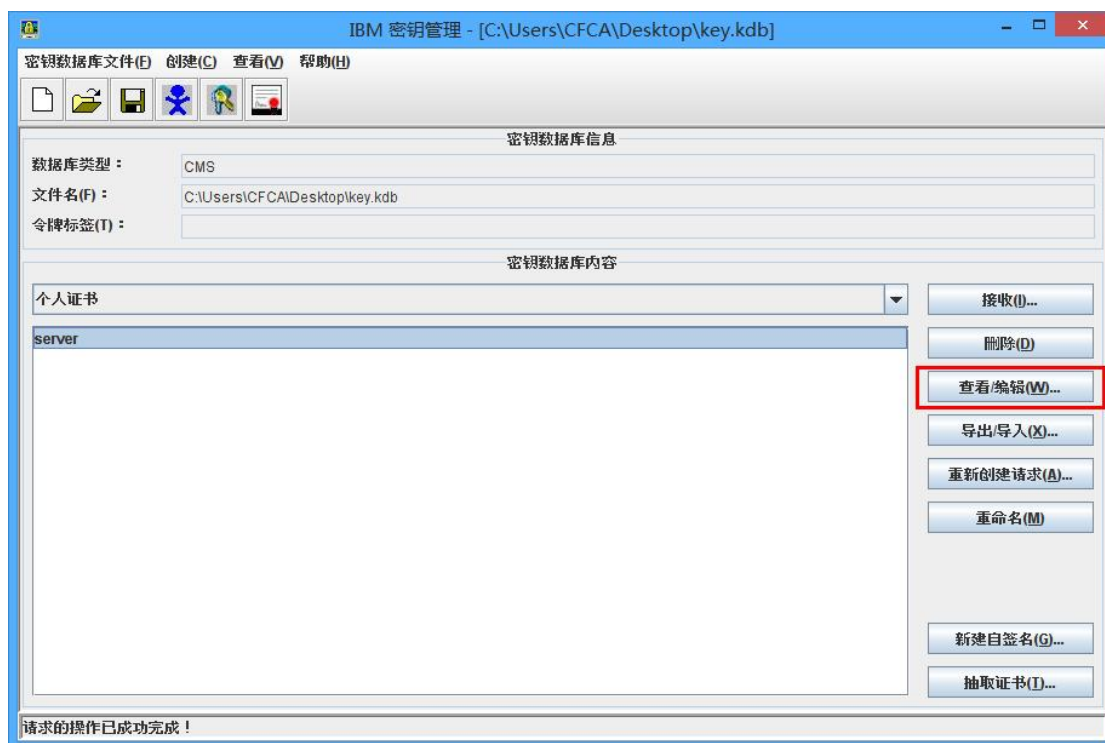 IBM 密钥管理 - [C:\Users\CFCA\Desktop\key.kdb]
密钥数据库文件(F) 创建(C) 查看(V) 帮助(H)
密钥数据库信息
数据库类型： CMS
文件名(F)： C:\Users\CFCA\Desktop\key.kdb
令牌标签(T)：
密钥数据库内容
个人证书
接收(I)...
server
删除(D)
查看/编辑(W)...
导出/导入(X)...
重新创建请求(A)...
重命名(M)
新建自签名(G)...
抽取证书(T)...
请求的操作已成功完成！